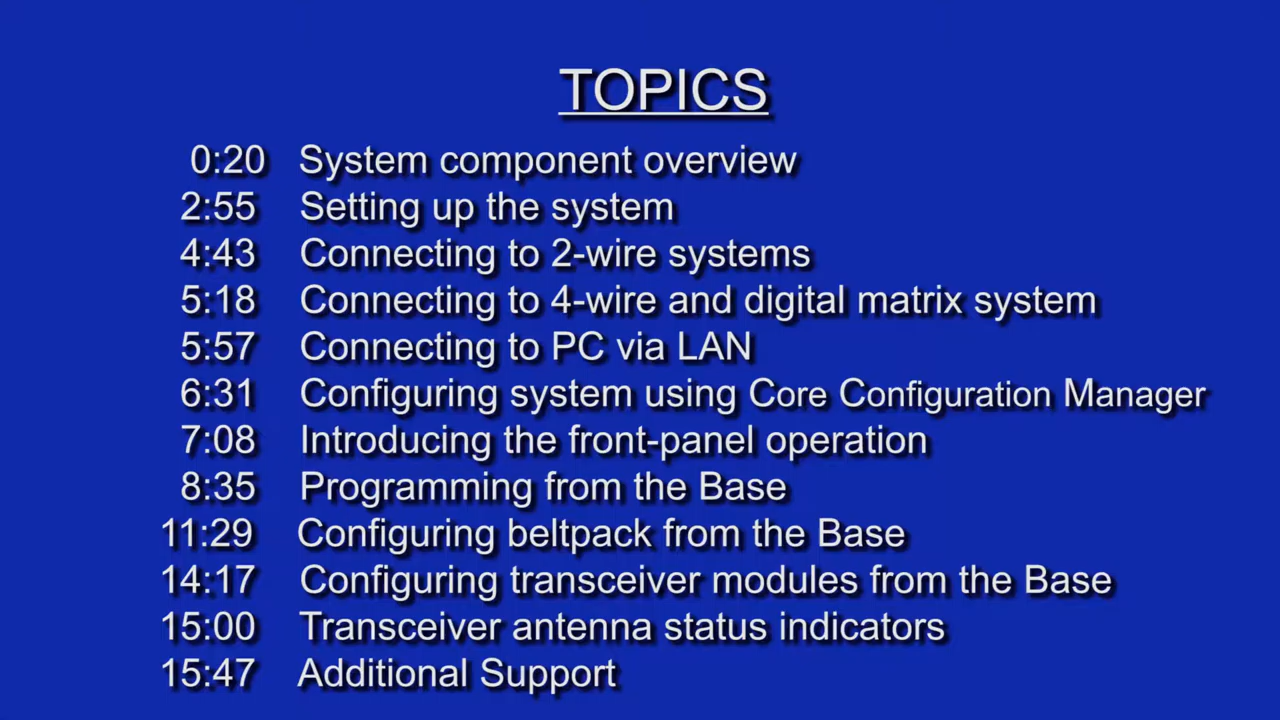 TOPICS
0:20 System component overview
2:55 Setting up the system
4:43 Connecting to 2-wire systems
5:18 Connecting to 4-wire and digital matrix system
5:57 Connecting to PC via LAN
6:31 Configuring system using Core Configuration Manager
7:08 Introducing the front-panel operation
8:35 Programming from the Base
11:29 Configuring beltpack from the Base
14:17 Configuring transceiver modules from the Base
15:00 Transceiver antenna status indicators
15:47 Additional Support